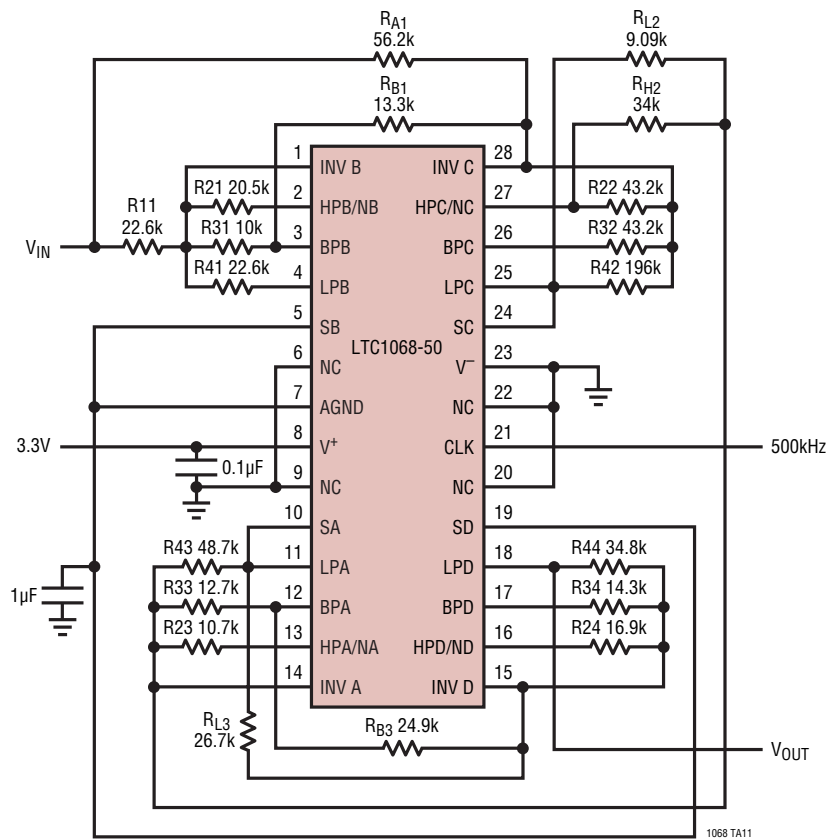 RA1
56.2k
RL2
9.09k
RB1
13.3k
RH2
34k
1 INV B INV C 28
R21 20.5k 2 HPB/NB HPC/NC 27 R22 43.2k
R11
22.6k
VIN
R31 10k 3 BPB BPC 26 R32 43.2k
R41 22.6k 4 LPB LPC 25 R42 196k
5 SB SC 24
LTC1068-50
6 NC V– 23
7 AGND NC 22
3.3V 8 V+ CLK 21 500kHz
0.1µF
9 NC NC 20
10 SA SD 19
R43 48.7k 11 LPA LPD 18 R44 34.8k
1µF
R33 12.7k 12 BPA BPD 17 R34 14.3k
R23 10.7k 13 HPA/NA HPD/ND 16 R24 16.9k
14 INV A INV D 15
RL3
26.7k
RB3 24.9k
VOUT
1068 TA11